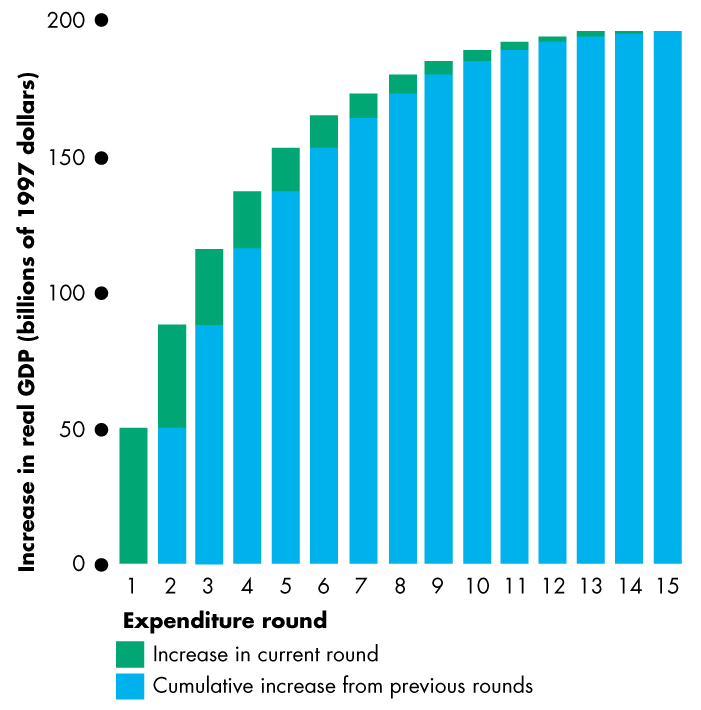 200
150
100
50
0
Increase in real GDP (billions of 1997 dollars)
1 2 3 4 5 6 7 8 9 10 11 12 13 14 15
Expenditure round
Increase in current round
Cumulative increase from previous rounds